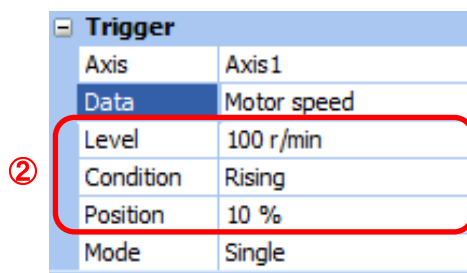 Trigger
Axis Axis1
Data Motor speed
Level 100 r/min
② Condition Rising
Position 10 %
Mode Single